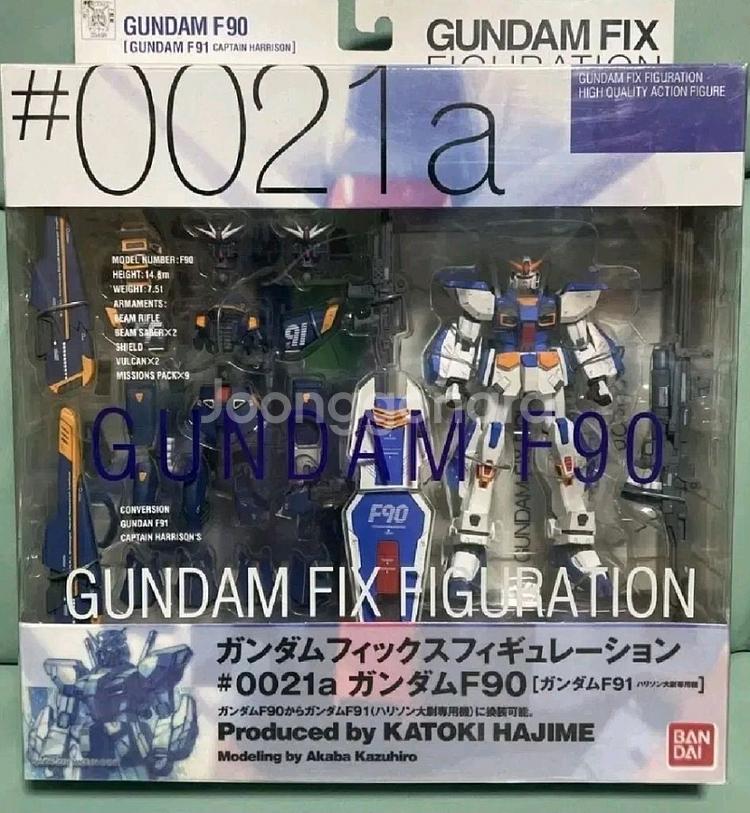 GUNDAM F90
[GUNDAM F91 CAPTAIN HARRISON]
GUNDAM FIX
FIGURATION
#0021a
GUNDAM FIX FIGURATION
HIGH QUALITY ACTION FIGURE
MODEL NUMBER:F90
HEIGHT:14.8m
WEIGHT:7.5t
ARMAMENTS:
BEAM RIFLE
BEAM SABER×2
SHIELD
VULCAN×2
MISSIONS PACK×9
91
Joonggonara
GUNDAM F90
F90
CONVERSION
GUNDAN F91
CAPTAIN HARRISON'S
GUNDAM
GUNDAM FIX FIGURATION
ガンダムフィックスフィギュレーション
#0021a ガンダムF90 [ガンダムF91 ハリソン大尉専用機]
ガンダムF90からガンダムF91(ハリソン大尉専用機)に換装可能。
Produced by KATOKI HAJIME
Modeling by Akaba Kazuhiro
BAN
DAI